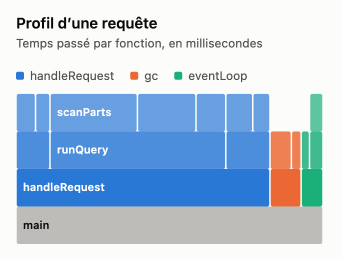 Profil d’une requête
Temps passé par fonction, en millisecondes
handleRequest gc eventLoop
scanParts
runQuery
handleRequest
main